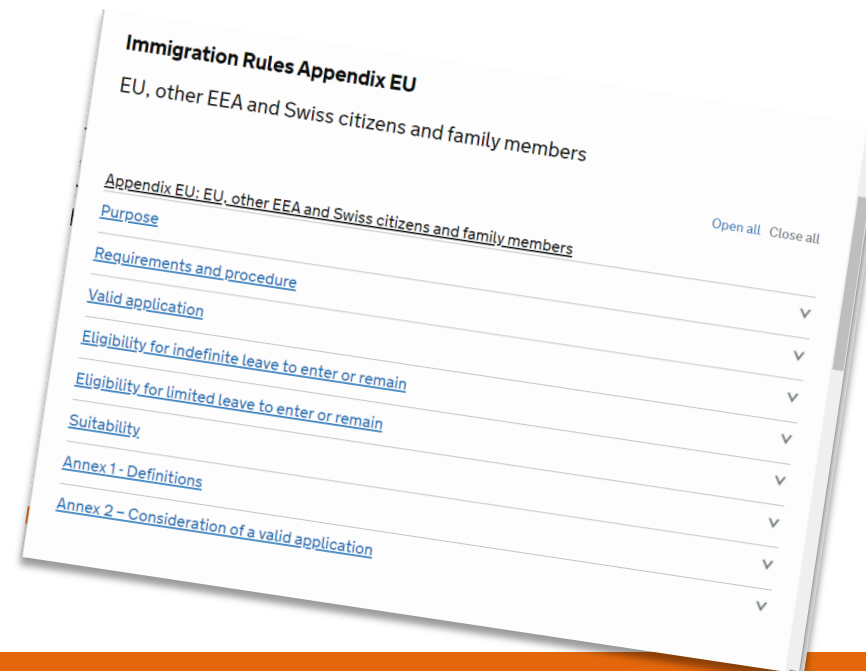 Immigration Rules Appendix EU
EU, other EEA and Swiss citizens and family members
Appendix EU: EU, other EEA and Swiss citizens and family members
Open all Close all
Purpose
Requirements and procedure
Valid application
Eligibility for indefinite leave to enter or remain
Eligibility for limited leave to enter or remain
Suitability
Annex 1 - Definitions
Annex 2 – Consideration of a valid application